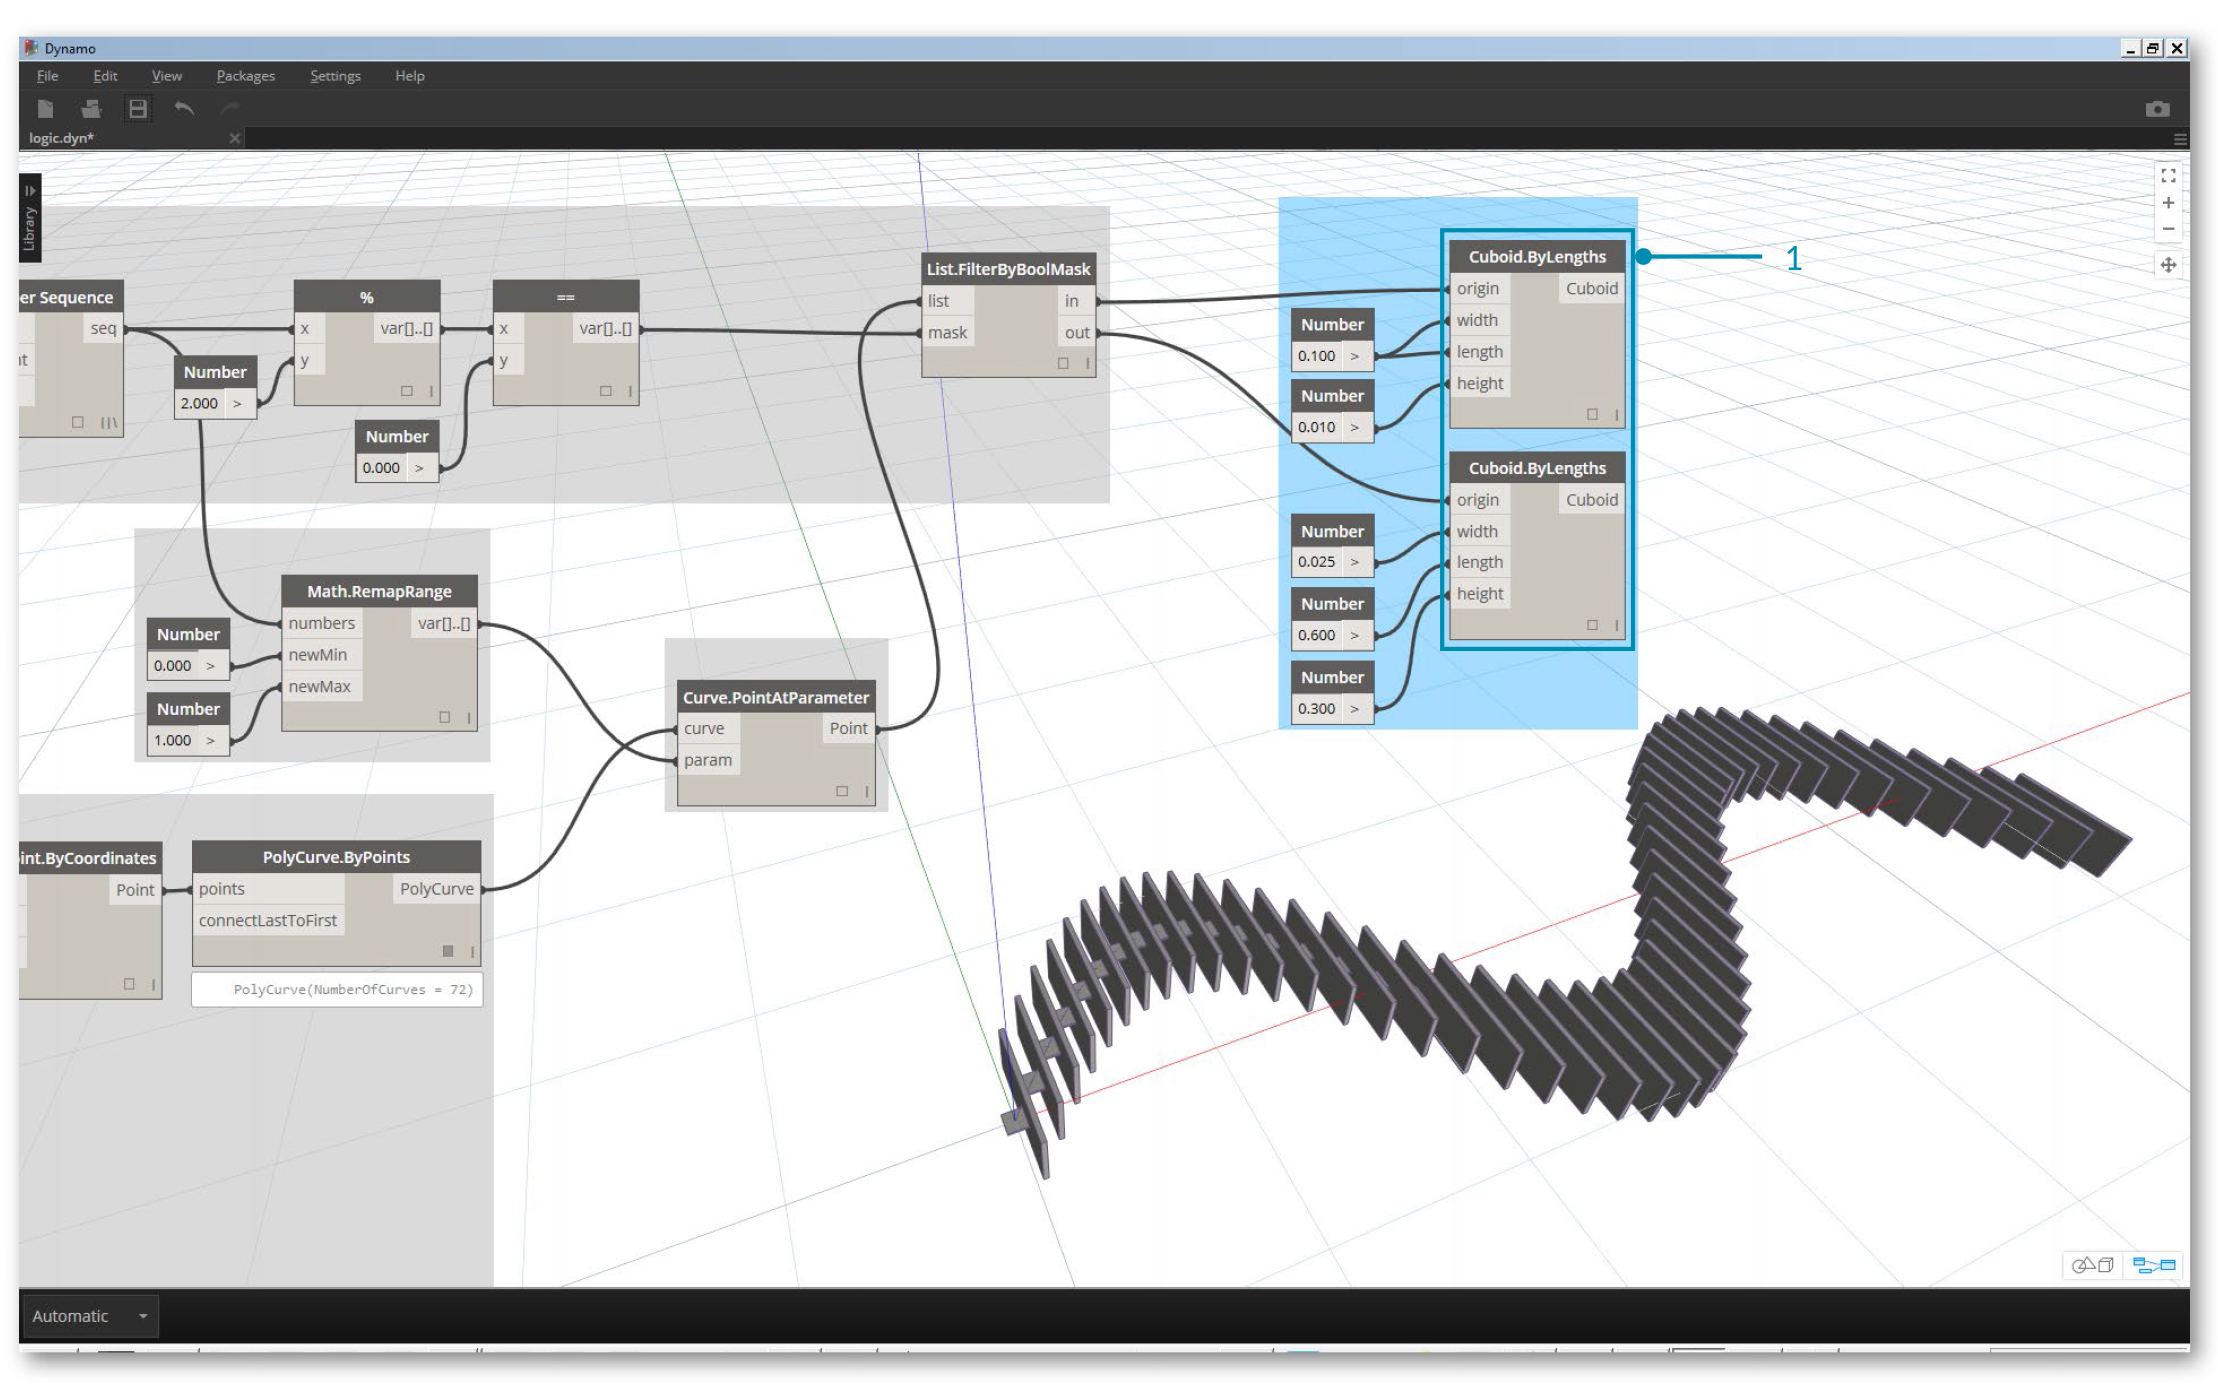 Dynamo
File Edit View Packages Settings Help
logic.dyn*
Library
er Sequence
seq
nt
Number
2.000 >
%
x var[]..[]
y
Number
0.000 >
==
x var[]..[]
y
List.FilterByBoolMask
list in
mask out
Number
0.100 >
Number
0.010 >
Cuboid.ByLengths
origin Cuboid
width
length
height
1
Number
0.025 >
Number
0.600 >
Number
0.300 >
Cuboid.ByLengths
origin Cuboid
width
length
height
Number
0.000 >
Number
1.000 >
Math.RemapRange
numbers var[]..[]
newMin
newMax
Curve.PointAtParameter
curve Point
param
int.ByCoordinates
Point
PolyCurve.ByPoints
points PolyCurve
connectLastToFirst
PolyCurve(NumberOfCurves = 72)
Automatic